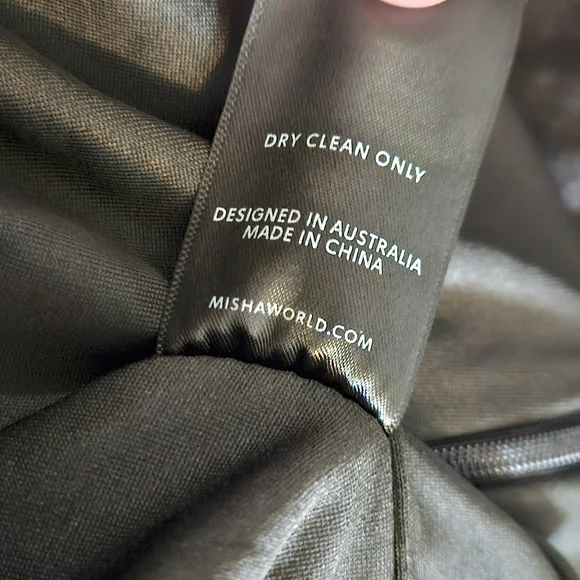 DRY CLEAN ONLY
DESIGNED IN AUSTRALIA
MADE IN CHINA
MISHAWORLD.COM